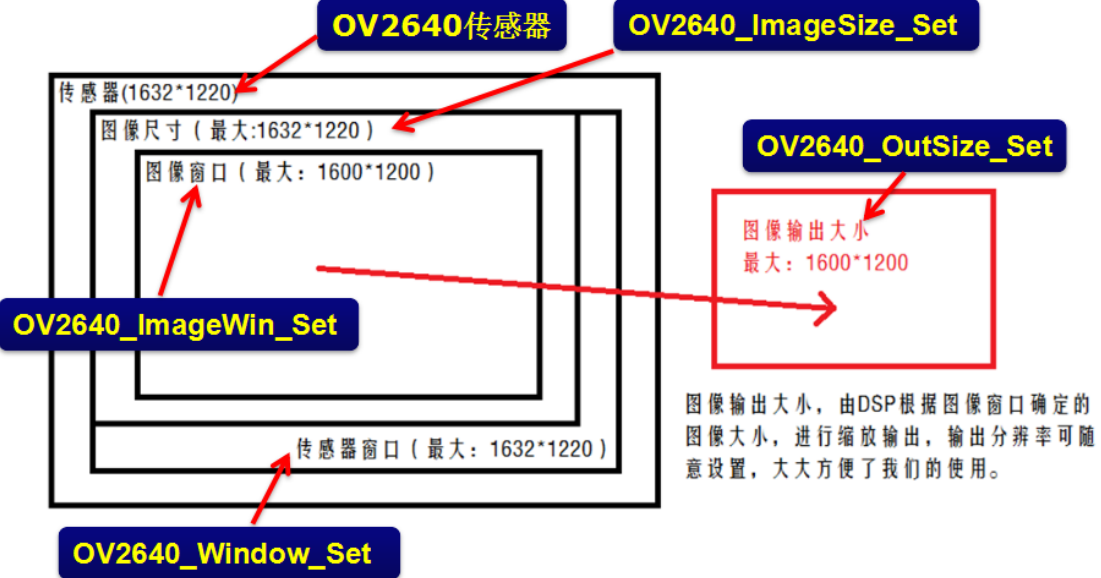 OV2640传感器
OV2640_ImageSize_Set
传感器(1632*1220)
图像尺寸(最大:1632*1220)
OV2640_OutSize_Set
图像窗口(最大：1600*1200)
图像输出大小
最大：1600*1200
OV2640_ImageWin_Set
图像输出大小，由DSP根据图像窗口确定的
图像大小，进行缩放输出，输出分辨率可随
意设置，大大方便了我们的使用。
传感器窗口(最大：1632*1220)
OV2640_Window_Set